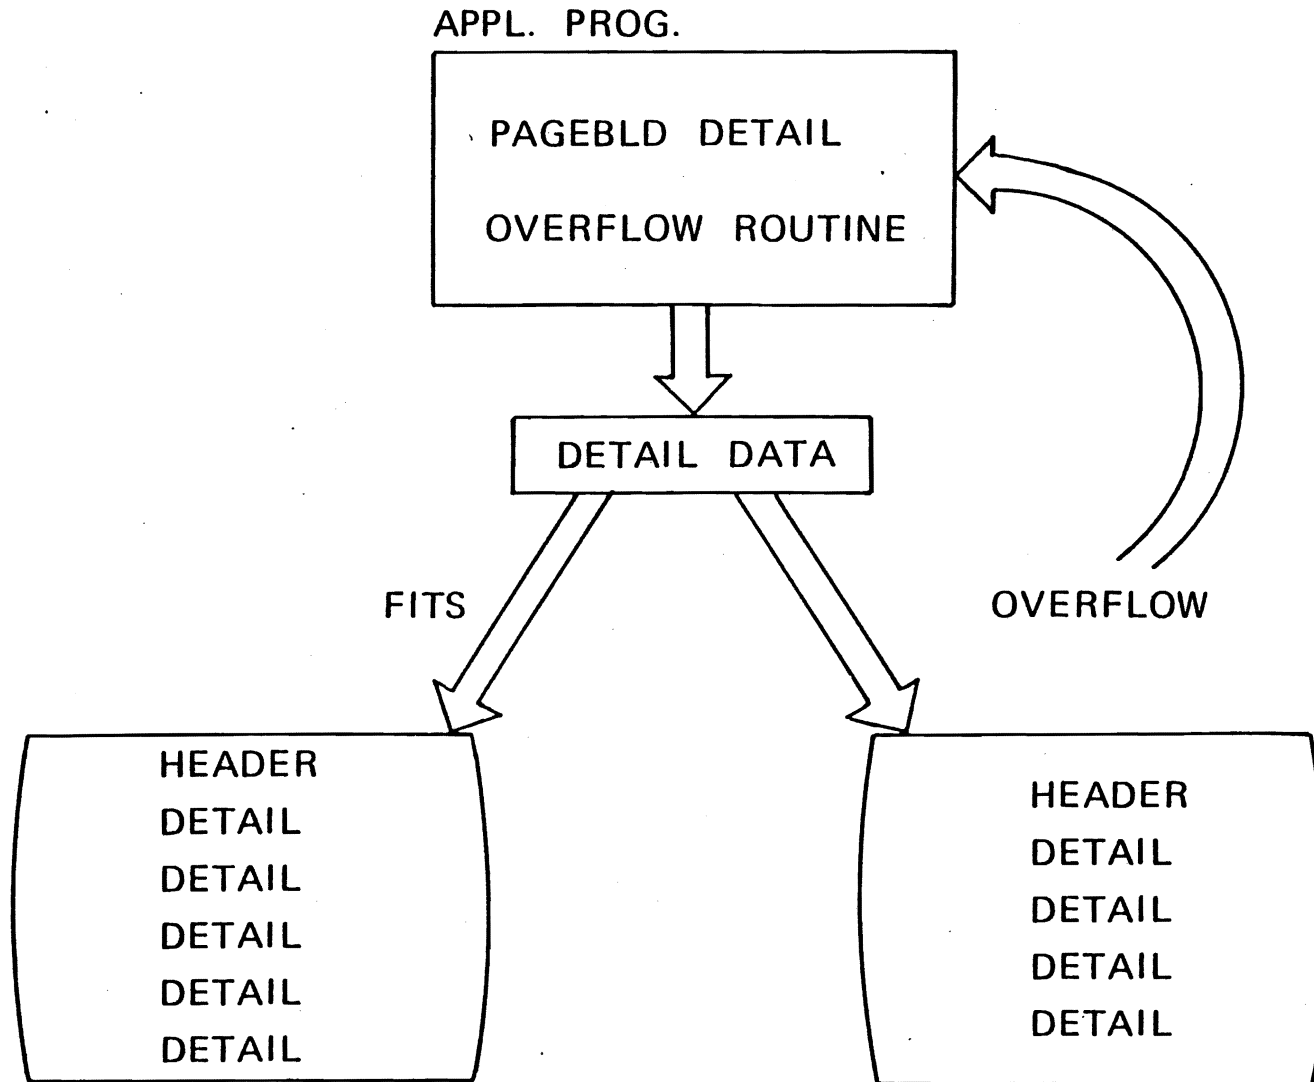 APPL. PROG.
PAGEBLD DETAIL
OVERFLOW ROUTINE
DETAIL DATA
FITS
OVERFLOW
HEADER
DETAIL
DETAIL
DETAIL
DETAIL
DETAIL
HEADER
DETAIL
DETAIL
DETAIL
DETAIL